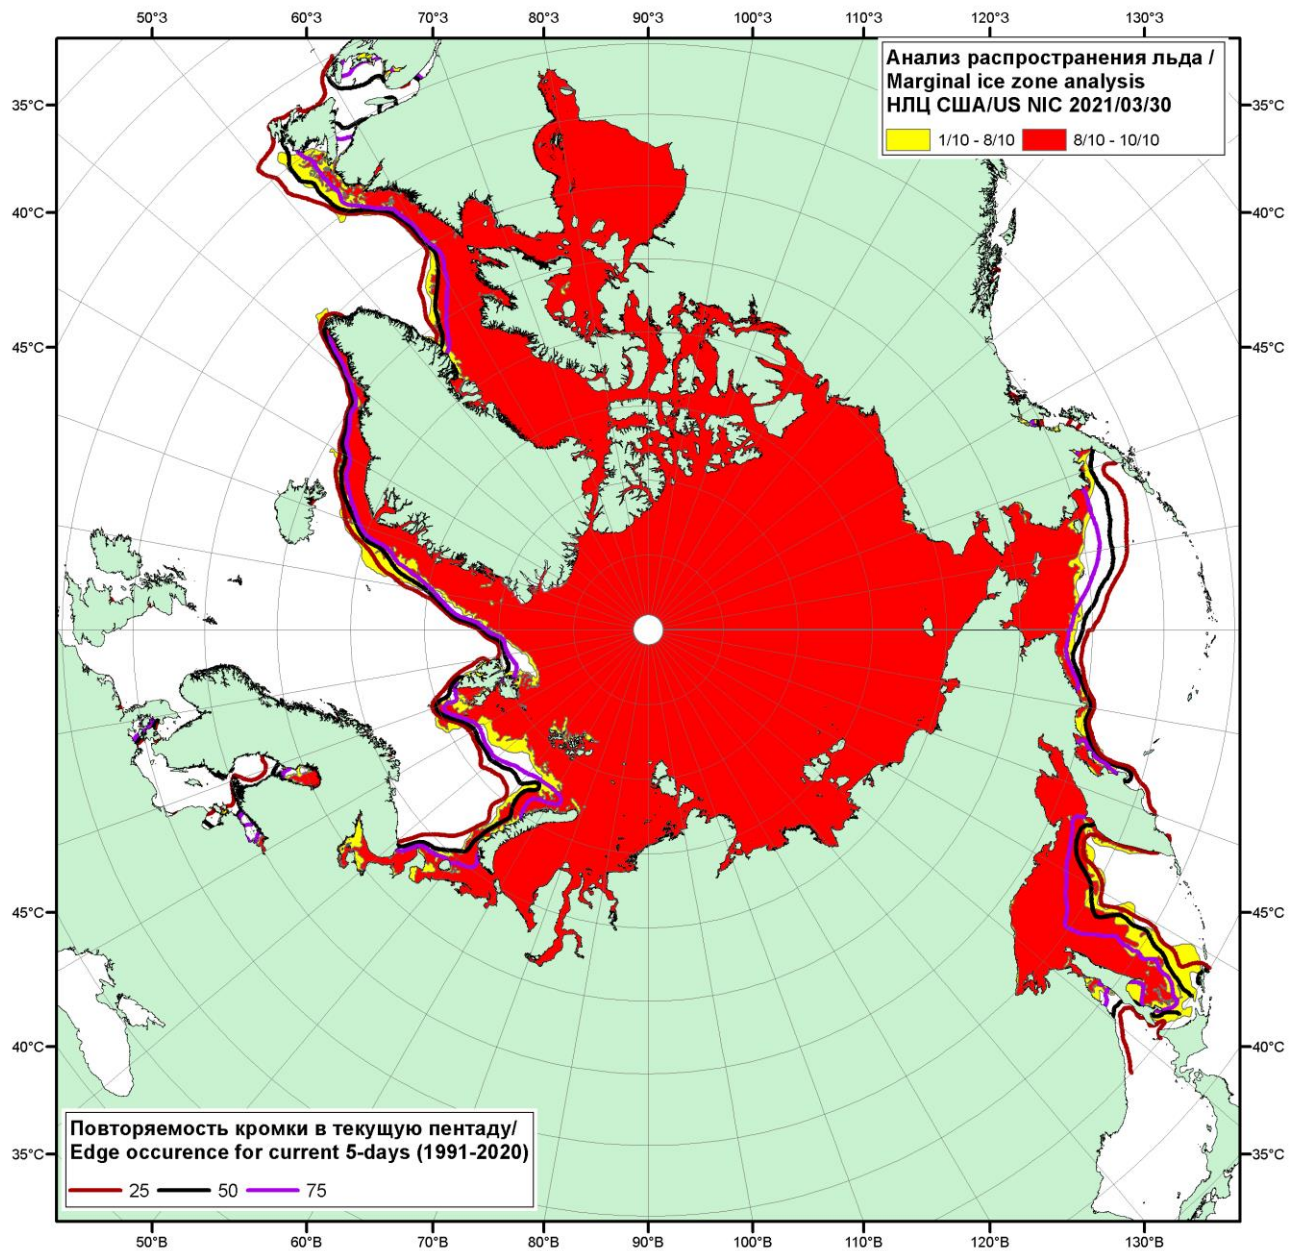 50°З 60°З 70°З 80°З 90°З 100°З 110°З 120°З 130°З
Анализ распространения льда /
Marginal ice zone analysis
НЛЦ США/US NIC 2021/03/30
1/10 - 8/10 8/10 - 10/10
35°С 35°С
40°С 40°С
45°С 45°С
45°С 45°С
40°С 40°С
Повторяемость кромки в текущую пентаду/
Edge occurence for current 5-days (1991-2020)
25 50 75
35°С 35°С
50°В 60°В 70°В 80°В 90°В 100°В 110°В 120°В 130°В